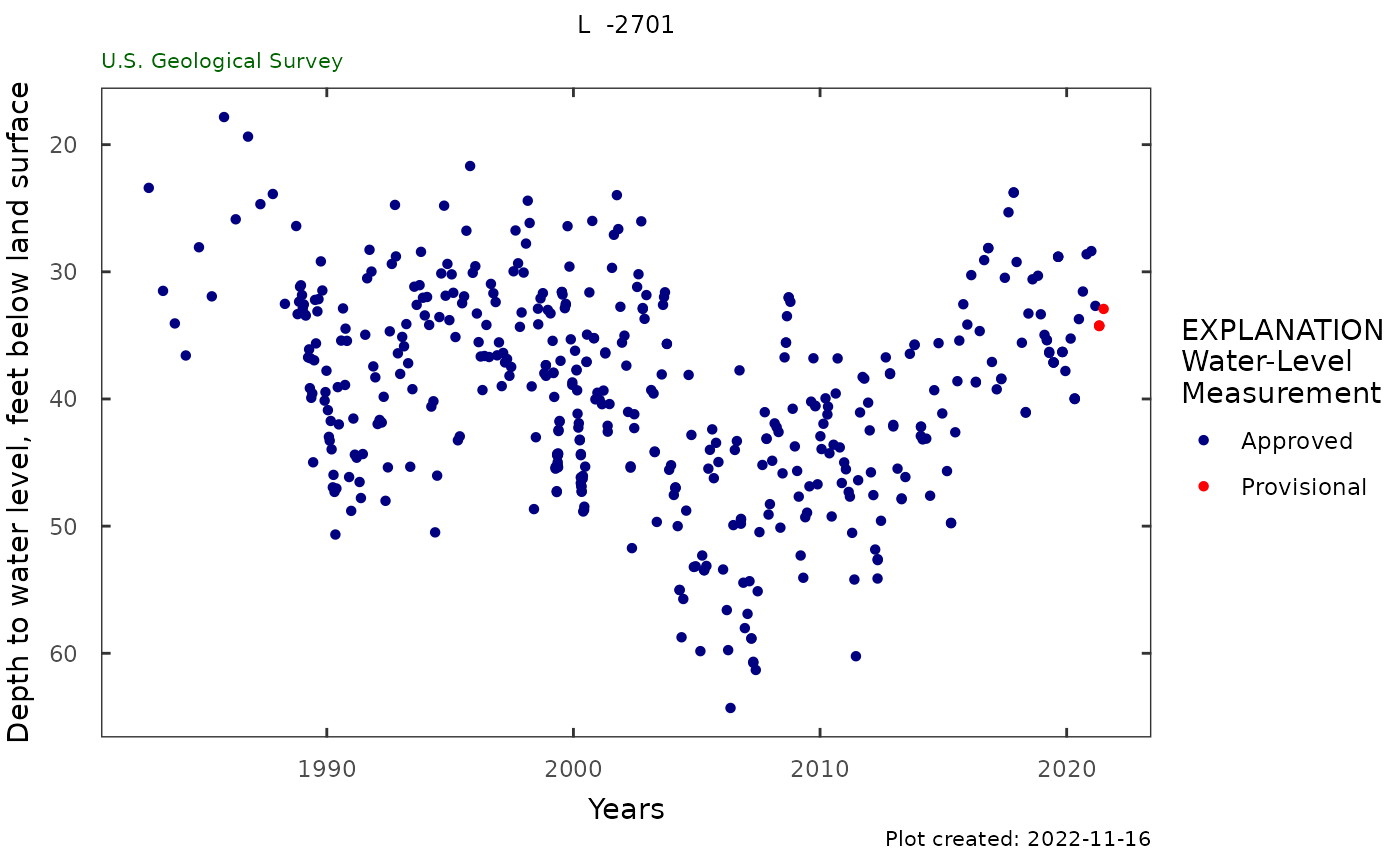 L  -2701
U.S. Geological Survey
Depth to water level, feet below land surface
20
30
40
50
60
1990
2000
2010
2020
Years
EXPLANATION
Water-Level
Measurement
Approved
Provisional
Plot created: 2022-11-16